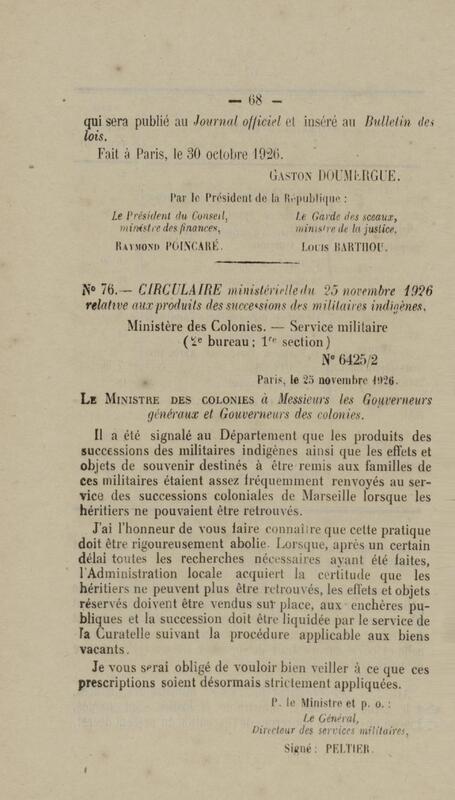 — 68 —
qui sera publié au Journal officiel et inséré au Bulletin des
lois.
Fait à Paris, le 30 octobre 1926.
GASTON DOUMERGUE.
Par le Président de la République :
Le Président du Conseil,
ministre des finances,
RAYMOND POINCARÉ.
Le Garde des sceaux,
ministre de la justice,
LOUIS BARTHOU.
N° 76. — CIRCULAIRE ministérielle du 25 novembre 1926
relative aux produits des successions des militaires indigènes.
Ministère des Colonies. — Service militaire
(2e bureau ; 1re section)
N° 6425/2
Paris, le 25 novembre 1926.
LE MINISTRE DES COLONIES à Messieurs les Gouverneurs
généraux et Gouverneurs des colonies.
Il a été signalé au Département que les produits des
successions des militaires indigènes ainsi que les effets et
objets de souvenir destinés à être remis aux familles de
ces militaires étaient assez fréquemment renvoyés au ser-
vice des successions coloniales de Marseille lorsque les
héritiers ne pouvaient être retrouvés.
J'ai l'honneur de vous faire connaître que cette pratique
doit être rigoureusement abolie. Lorsque, après un certain
délai toutes les recherches nécessaires ayant été faites,
l'Administration locale acquiert la certitude que les
héritiers ne peuvent plus être retrouvés, les effets et objets
réservés doivent être vendus sur place, aux enchères pu-
bliques et la succession doit être liquidée par le service de
la Curatelle suivant la procédure applicable aux biens
vacants.
Je vous serai obligé de vouloir bien veiller à ce que ces
prescriptions soient désormais strictement appliquées.
P. le Ministre et p. o. :
Le Général,
Directeur des services militaires,
Signé : PELTIER.